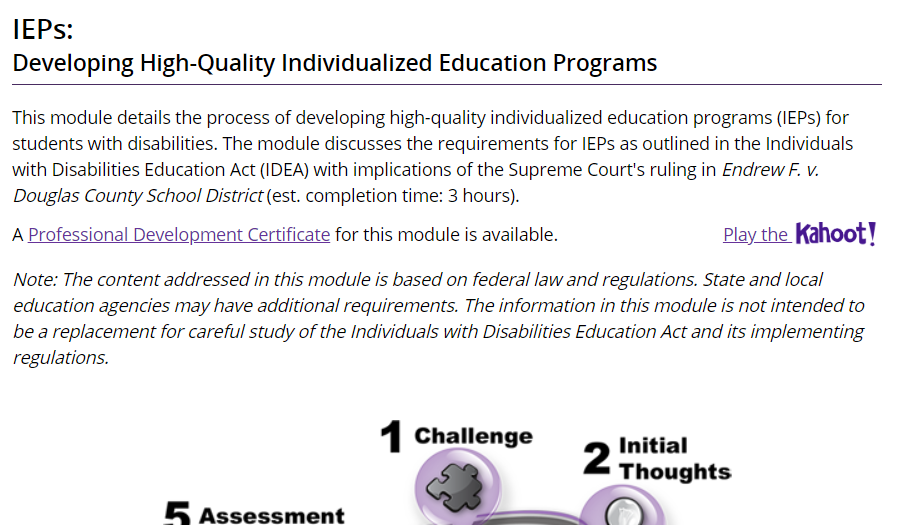 IEPs:
Developing High-Quality Individualized Education Programs
This module details the process of developing high-quality individualized education programs (IEPs) for
students with disabilities. The module discusses the requirements for IEPs as outlined in the Individuals
with Disabilities Education Act (IDEA) with implications of the Supreme Court's ruling in Endrew F. v.
Douglas County School District (est. completion time: 3 hours).
A Professional Development Certificate for this module is available.
Play the Kahoot!
Note: The content addressed in this module is based on federal law and regulations. State and local
education agencies may have additional requirements. The information in this module is not intended to
be a replacement for careful study of the Individuals with Disabilities Education Act and its implementing
regulations.
1 Challenge
2 Initial
Thoughts
5 Assessment